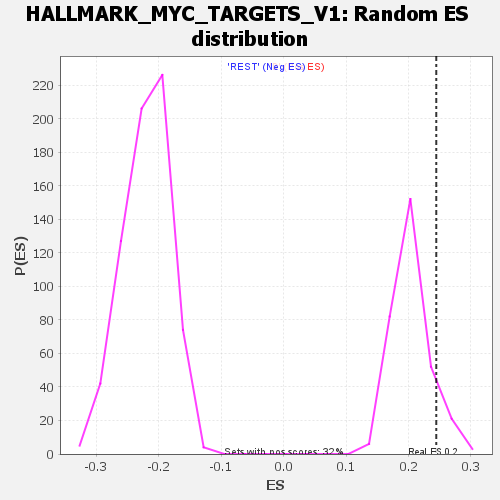 HALLMARK_MYC_TARGETS_V1: Random ES
distribution
'REST' (Neg ES) ES)
220
200
180
160
140
120
100
80
60
40
20
0
P(ES)
Sets with pos scores: 32%
Real ES 0.2
-0.3 -0.2 -0.1 0.0 0.1 0.2 0.3
ES